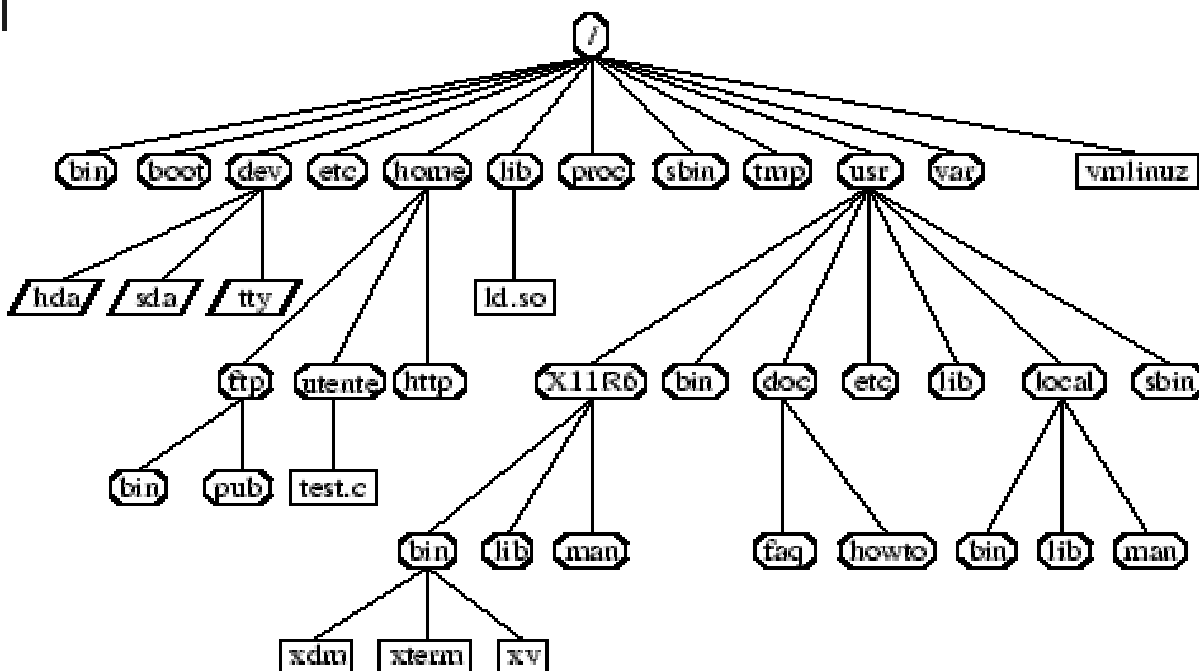 /
bin boot dev etc home lib proc sbin tmp usr var vmlinuz
hda sda tty ld.so
ftp utente http X11R6 bin doc etc lib local sbin
bin pub test.c
bin lib man faq howto bin lib man
xdm xterm xv